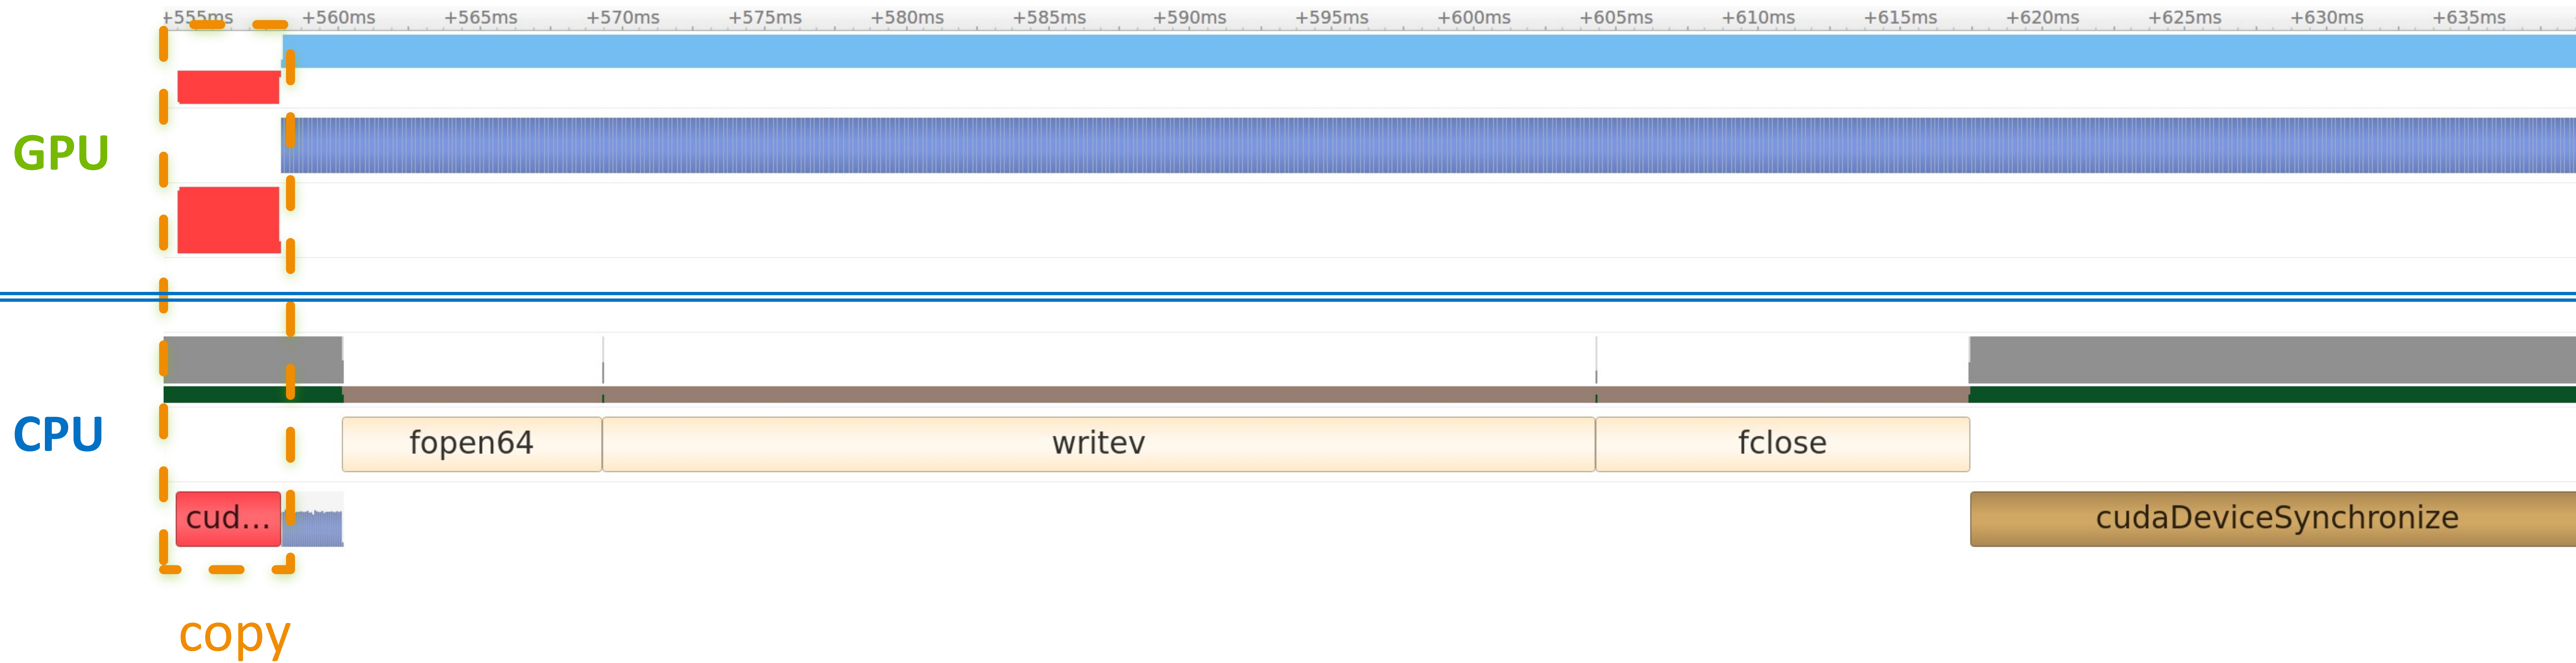 +555ms +560ms +565ms +570ms +575ms +580ms +585ms +590ms +595ms +600ms +605ms +610ms +615ms +620ms +625ms +630ms +635ms
GPU
CPU
fopen64 writev fclose
cud... cudaDeviceSynchronize
copy